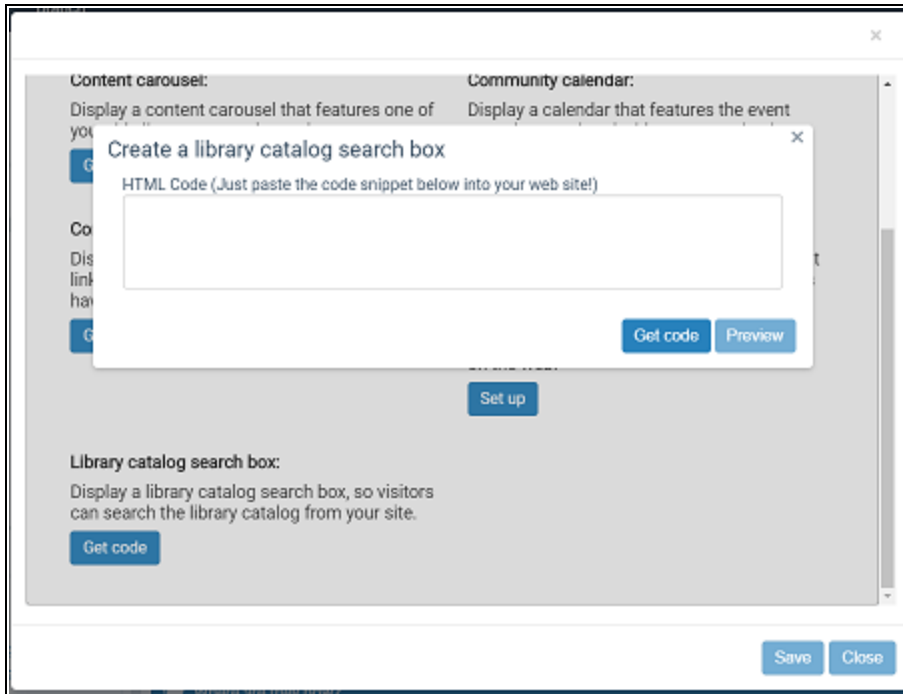 ×
Content carousel:
Display a content carousel that features one of
Community calendar:
Display a calendar that features the event
Create a library catalog search box
×
HTML Code (Just paste the code snippet below into your web site!)
Get code
Preview
Set up
Library catalog search box:
Display a library catalog search box, so visitors
can search the library catalog from your site.
Get code
Save
Close